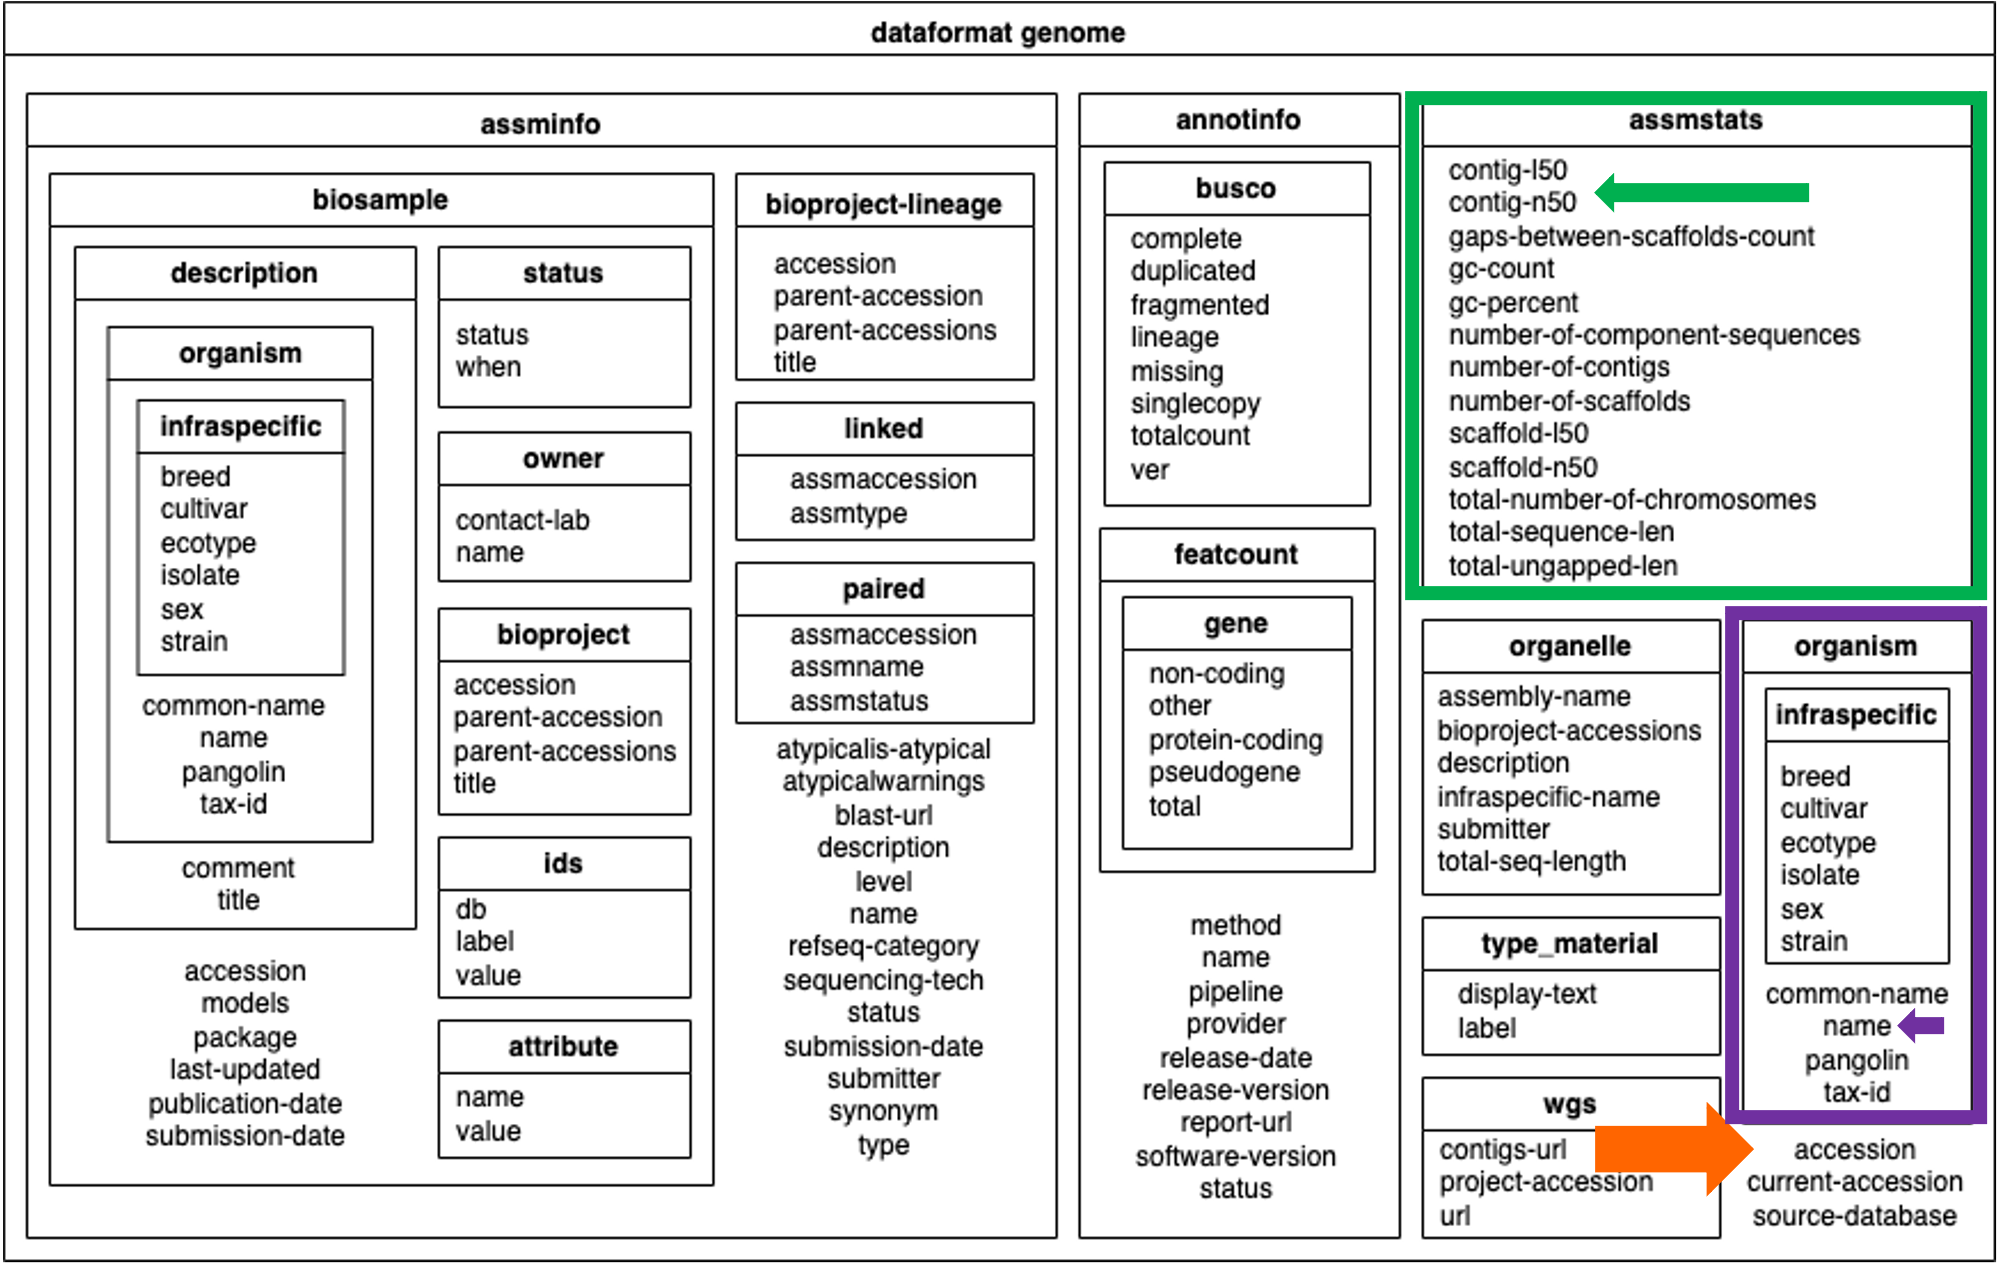 dataformat genome
assminfo
biosample
description
organism
infraspecific
breed
cultivar
ecotype
isolate
sex
strain
common-name
name
pangolin
tax-id
comment
title
accession
models
package
last-updated
publication-date
submission-date
status
status
when
owner
contact-lab
name
bioproject
accession
parent-accession
parent-accessions
title
ids
db
label
value
attribute
name
value
bioproject-lineage
accession
parent-accession
parent-accessions
title
linked
assmaccession
assmtype
paired
assmaccession
assmname
assmstatus
atypicalis-atypical
atypicalwarnings
blast-url
description
level
name
refseq-category
sequencing-tech
status
submission-date
submitter
synonym
type
annotinfo
busco
complete
duplicated
fragmented
lineage
missing
singlecopy
totalcount
ver
featcount
gene
non-coding
other
protein-coding
pseudogene
total
method
name
pipeline
provider
release-date
release-version
report-url
software-version
status
assmstats
contig-l50
contig-n50
gaps-between-scaffolds-count
gc-count
gc-percent
number-of-component-sequences
number-of-contigs
number-of-scaffolds
scaffold-l50
scaffold-n50
total-number-of-chromosomes
total-sequence-len
total-ungapped-len
organelle
assembly-name
bioproject-accessions
description
infraspecific-name
submitter
total-seq-length
type_material
display-text
label
wgs
contigs-url
project-accession
url
organism
infraspecific
breed
cultivar
ecotype
isolate
sex
strain
common-name
name
pangolin
tax-id
accession
current-accession
source-database